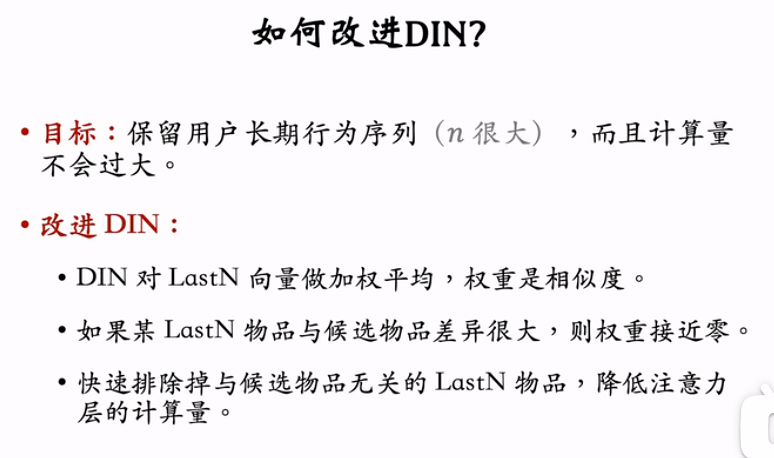 如何改进DIN?
• 目标：保留用户长期行为序列（n 很大），而且计算量
不会过大。
• 改进 DIN：
• DIN 对 LastN 向量做加权平均，权重是相似度。
• 如果某 LastN 物品与候选物品差异很大，则权重接近零。
• 快速排除掉与候选物品无关的 LastN 物品，降低注意力
层的计算量。